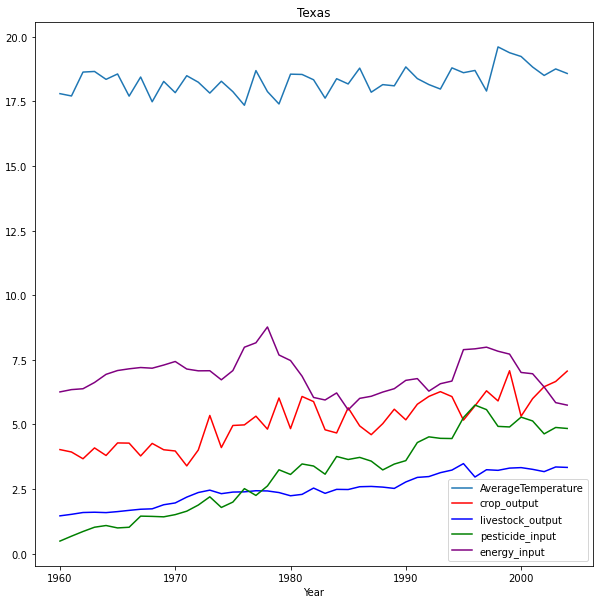 Texas
20.0
17.5
15.0
12.5
10.0
7.5
5.0
2.5
0.0
AverageTemperature
crop_output
livestock_output
pesticide_input
energy_input
1960 1970 1980 1990 2000
Year